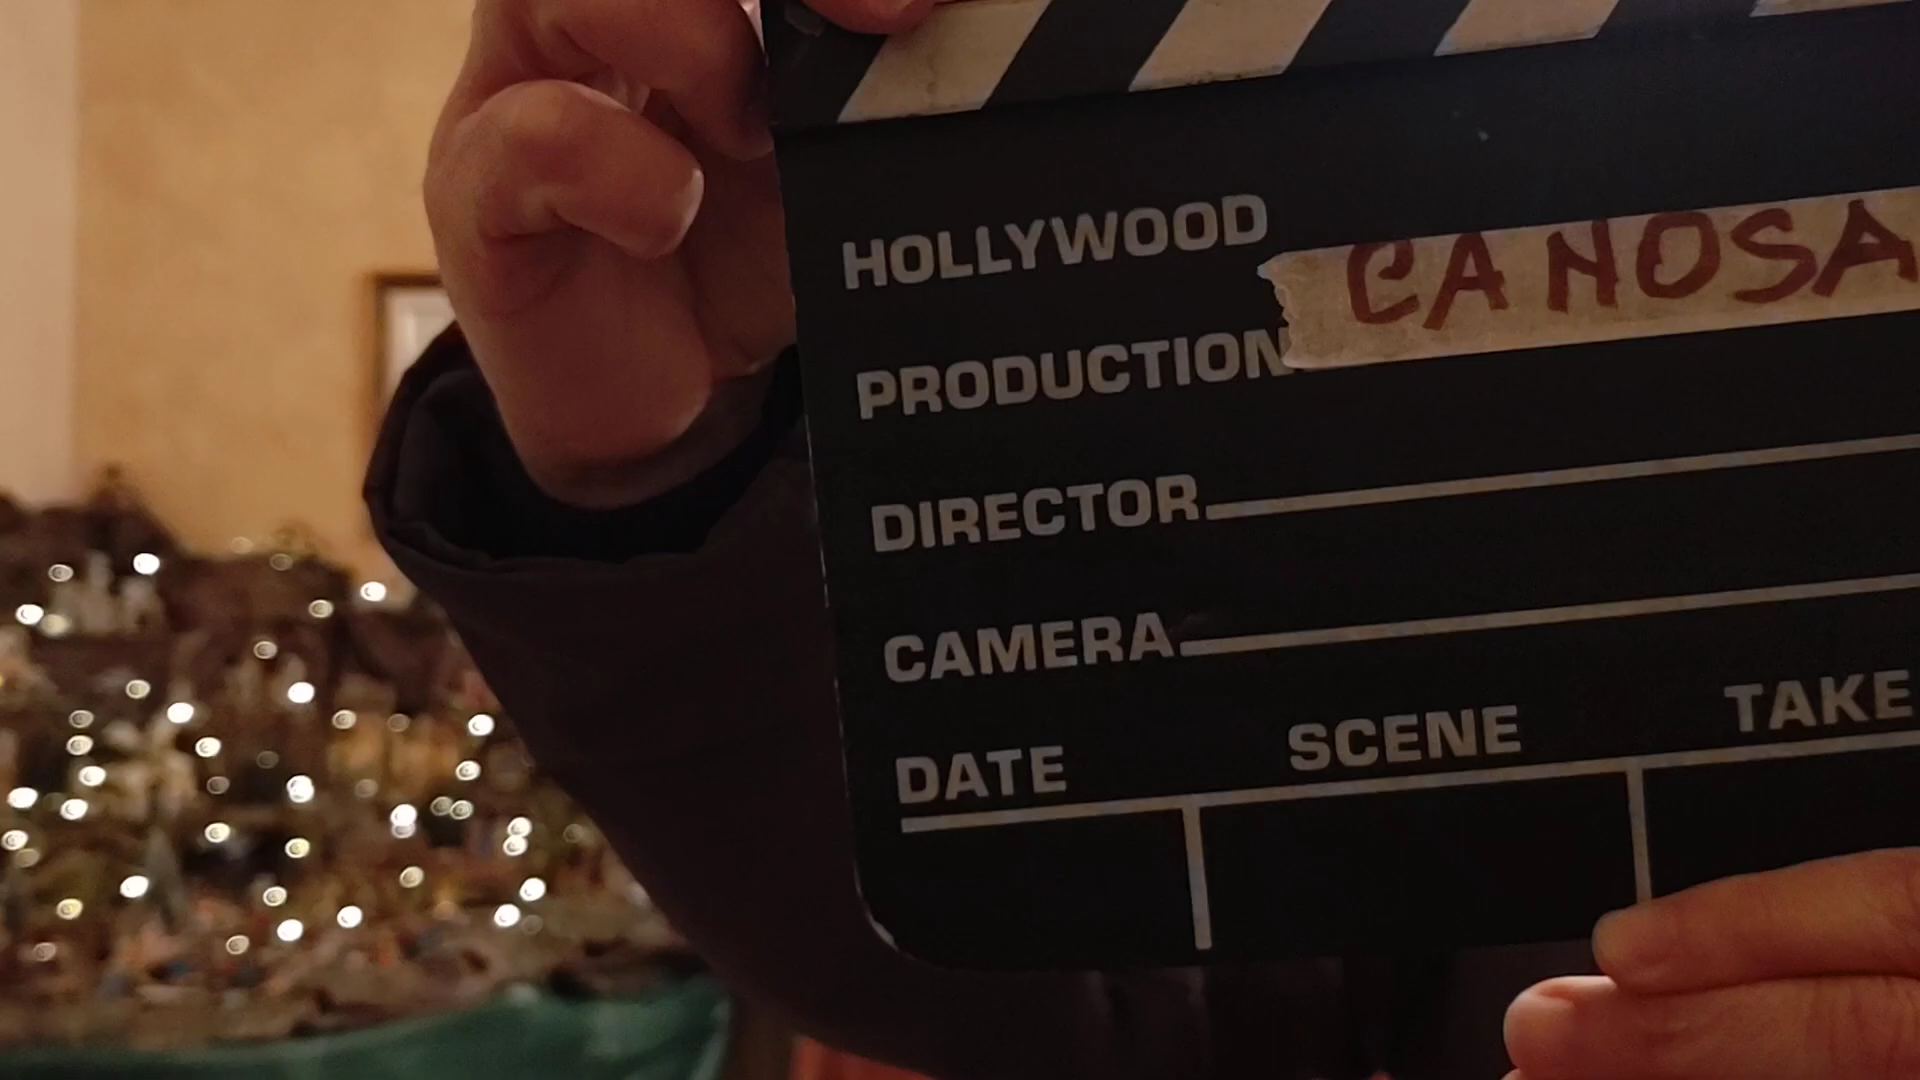 HOLLYWOOD
CANOSA
PRODUCTION
DIRECTOR
CAMERA
DATE SCENE TAKE